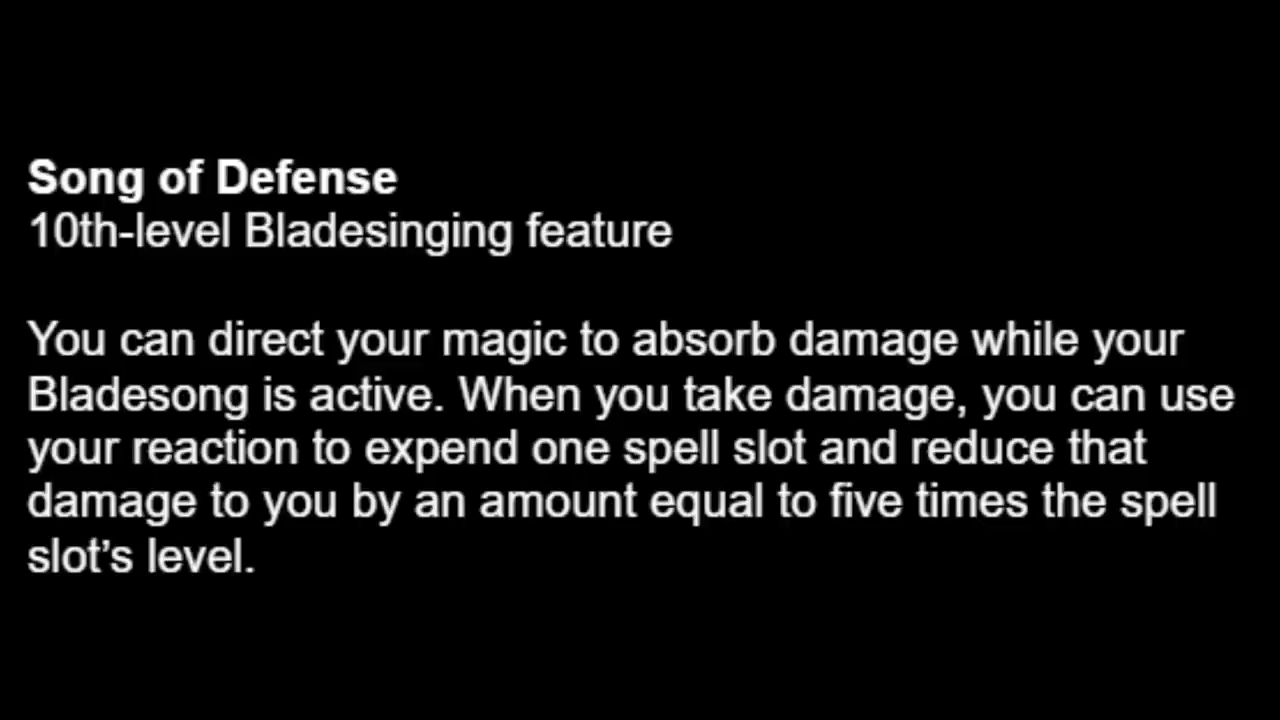 Song of Defense
10th-level Bladesinging feature
You can direct your magic to absorb damage while your
Bladesong is active. When you take damage, you can use
your reaction to expend one spell slot and reduce that
damage to you by an amount equal to five times the spell
slot’s level.